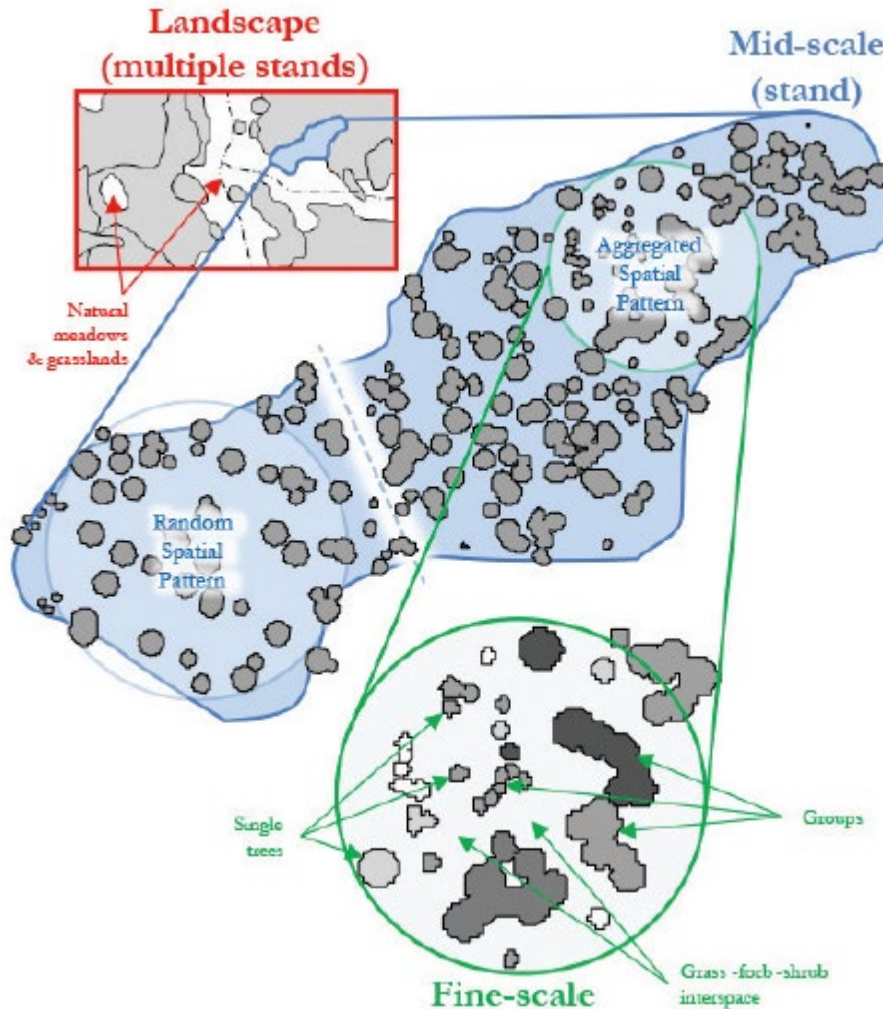 Landscape
(multiple stands)
Mid-scale
(stand)
Natural
meadows
& grasslands
Aggregated
Spatial
Pattern
Random
Spatial
Pattern
Single
trees
Groups
Grass -forb -shrub
interspace
Fine-scale